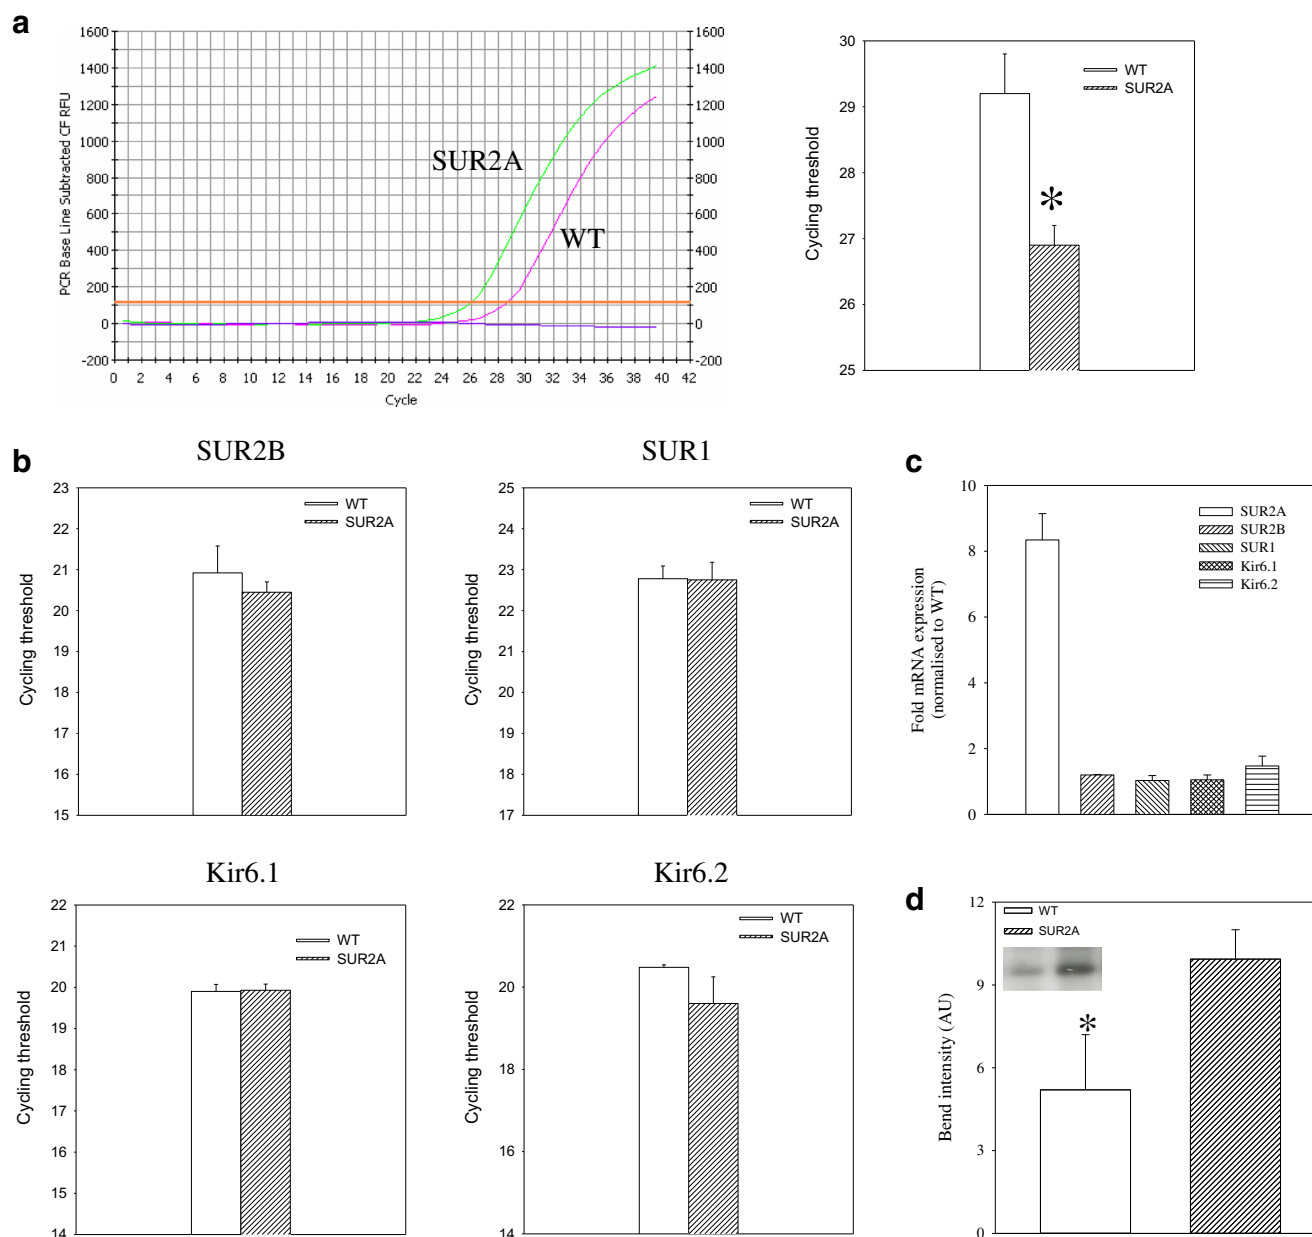 a
PCR Base Line Subtracted CF RFU
1600
1400
1200
1000
800
600
400
200
0
-200
1600
1400
1200
1000
800
600
400
200
0
-200
SUR2A
WT
0 2 4 6 8 10 12 14 16 18 20 22 24 26 28 30 32 34 36 38 40 42
Cycle
Cycling threshold
30
29
28
27
26
25
WT
SUR2A
*
b
SUR2B
Cycling threshold
23
22
21
20
19
18
17
16
15
WT
SUR2A
SUR1
Cycling threshold
25
24
23
22
21
20
19
18
17
WT
SUR2A
Kir6.1
Cycling threshold
22
21
20
19
18
17
16
15
14
WT
SUR2A
Kir6.2
Cycling threshold
22
21
20
19
18
17
16
15
14
WT
SUR2A
c
Fold mRNA expression
(normalised to WT)
10
8
6
4
2
0
SUR2A
SUR2B
SUR1
Kir6.1
Kir6.2
d
Bend intensity (AU)
12
9
6
3
0
WT
SUR2A
*